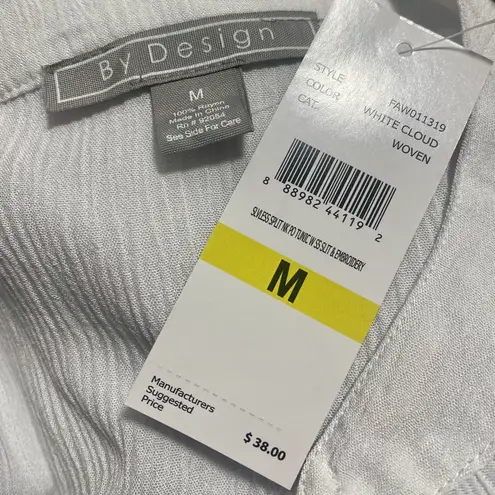 By Design
M
100% Rayon
Made in China
Rn # 92054
See Side For Care
STYLE FAW011319
COLOR WHITE CLOUD
CAT. WOVEN
8 88982 44119 2
SLVLESS SPLIT NK PO TUNIC W SS SLIT & EMBROIDERY
M
Manufacturers
Suggested
Price
$ 38.00